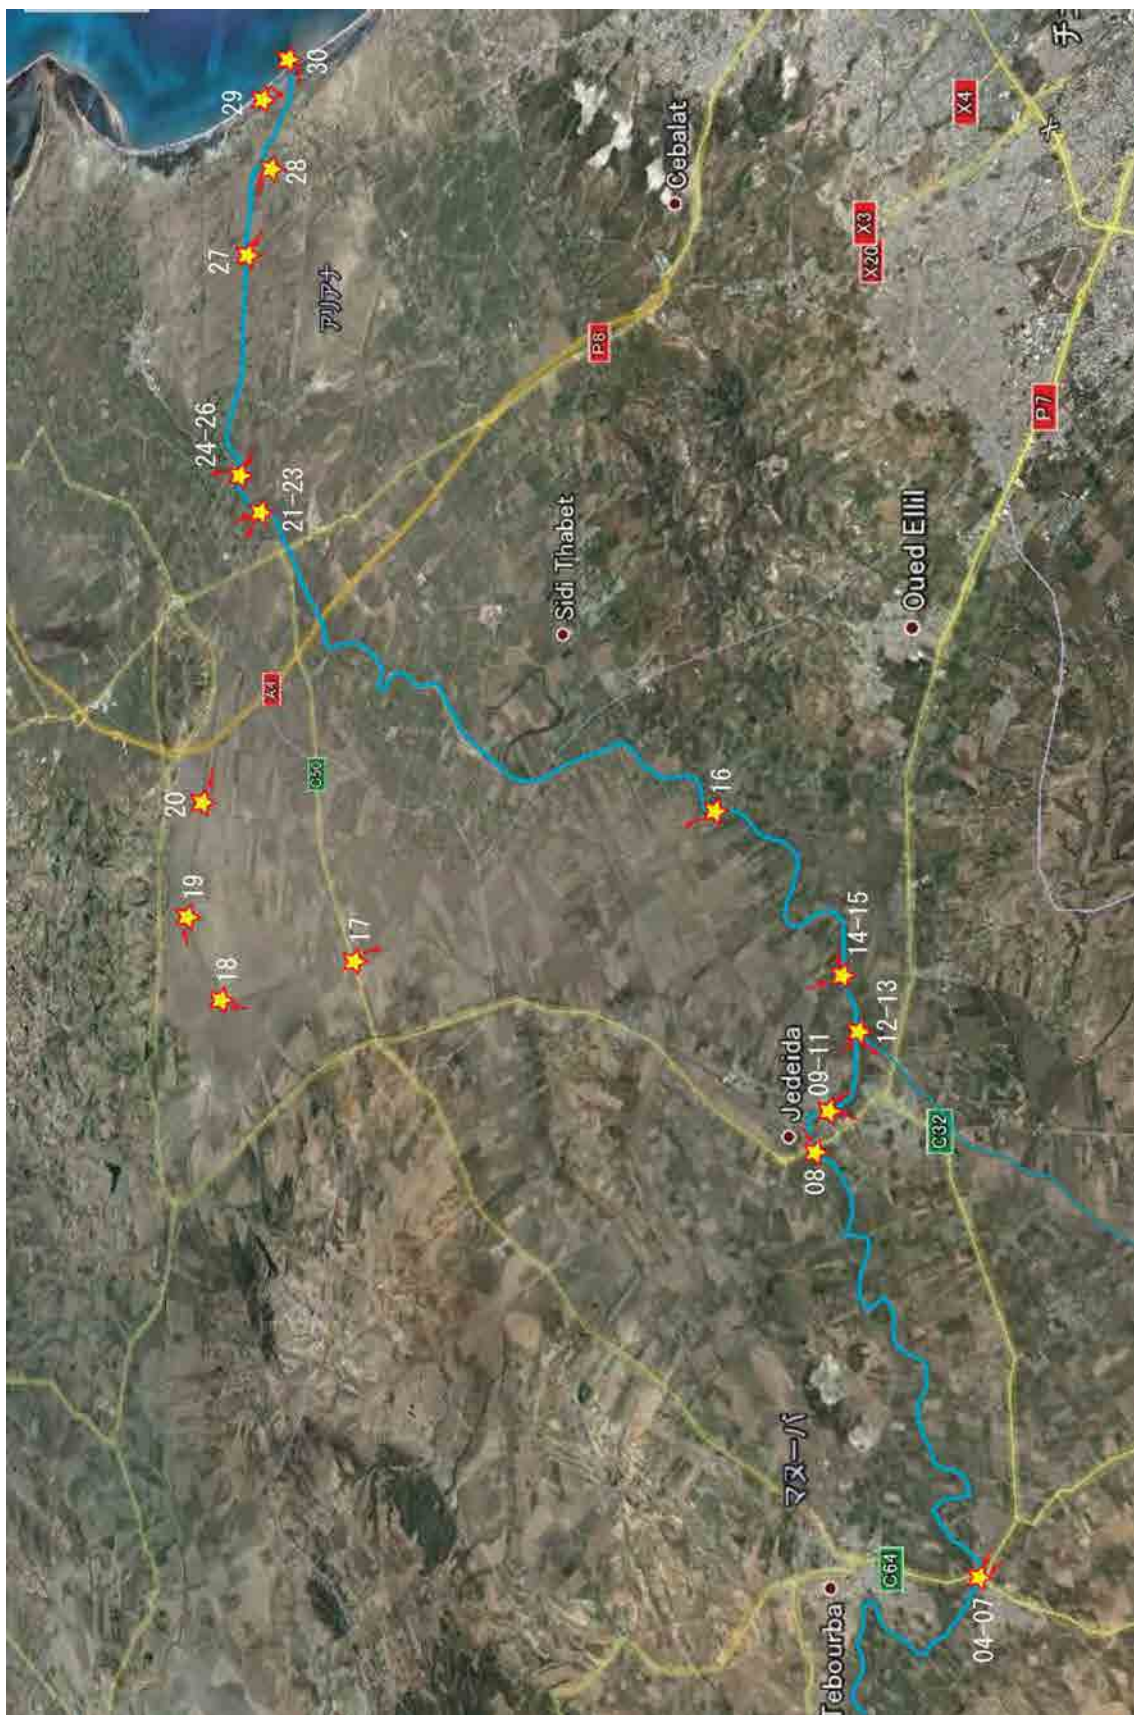 20
19
24-26
18
27
29
A4
21-23
28
30
C50
アリアナ
17
Sidi Thabet
P8
Cebalat
16
Jedeida
マヌーバ
09-11
08
Tebourba
14-15
X3
X20
12-13
C64
Oued Ellil
C32
X4
04-07
P7